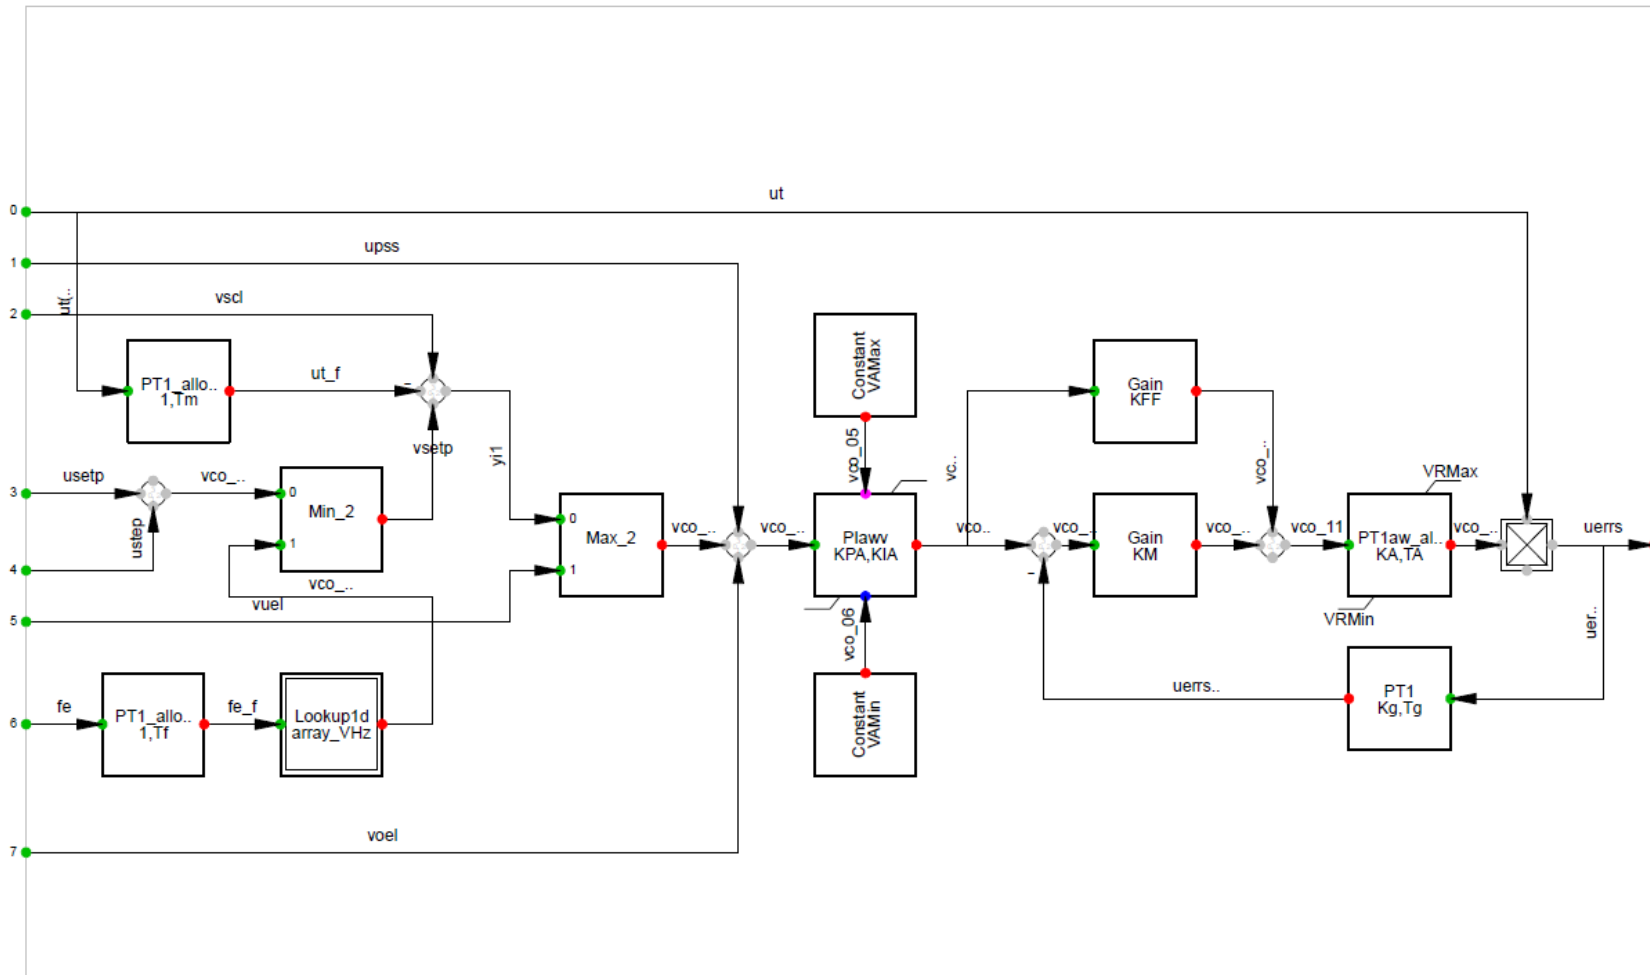 ut
0
upss
1
ut(..
vscl
2
Constant
VAMax
PT1_allo..
1,Tm
ut_f
–
Gain
KFF
vsetp
yi1
vco_05
vc..
vco_..
VRMax
usetp
3
vco_..
0
Min_2
1
ustep
4
0
Max_2
1
vco_..
vco_..
PIawv
KPA,KIA
vco..
vco_..
–
Gain
KM
vco_..
vco_11
PT1aw_al..
KA,TA
vco_..
uerrs
vco_..
vuel
5
vco_06
VRMin
uer..
fe
6
PT1_allo..
1,Tf
fe_f
Lookup1d
array_VHz
Constant
VAMin
uerrs..
PT1
Kg,Tg
voel
7